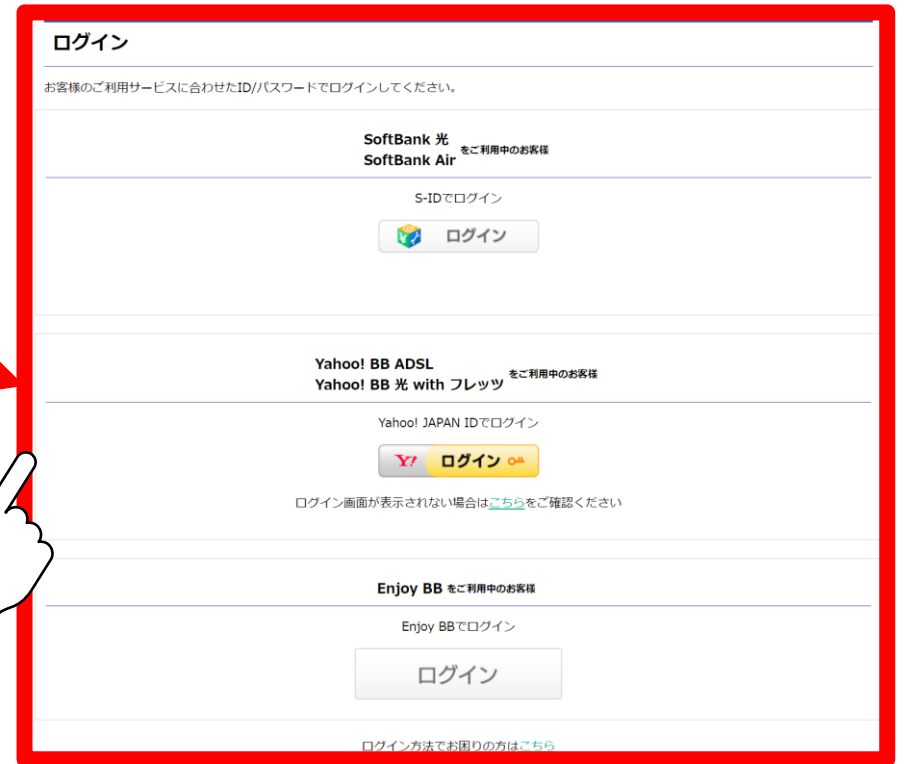 ログイン
お客様のご利用サービスに合わせたID/パスワードでログインしてください。
SoftBank 光
SoftBank Air
をご利用中のお客様
S-IDでログイン
ログイン
Yahoo! BB ADSL
Yahoo! BB 光 with フレッツ
をご利用中のお客様
Yahoo! JAPAN IDでログイン
Y! ログイン
ログイン画面が表示されない場合はこちらをご確認ください
Enjoy BB をご利用中のお客様
Enjoy BBでログイン
ログイン
ログイン方法でお困りの方はこちら